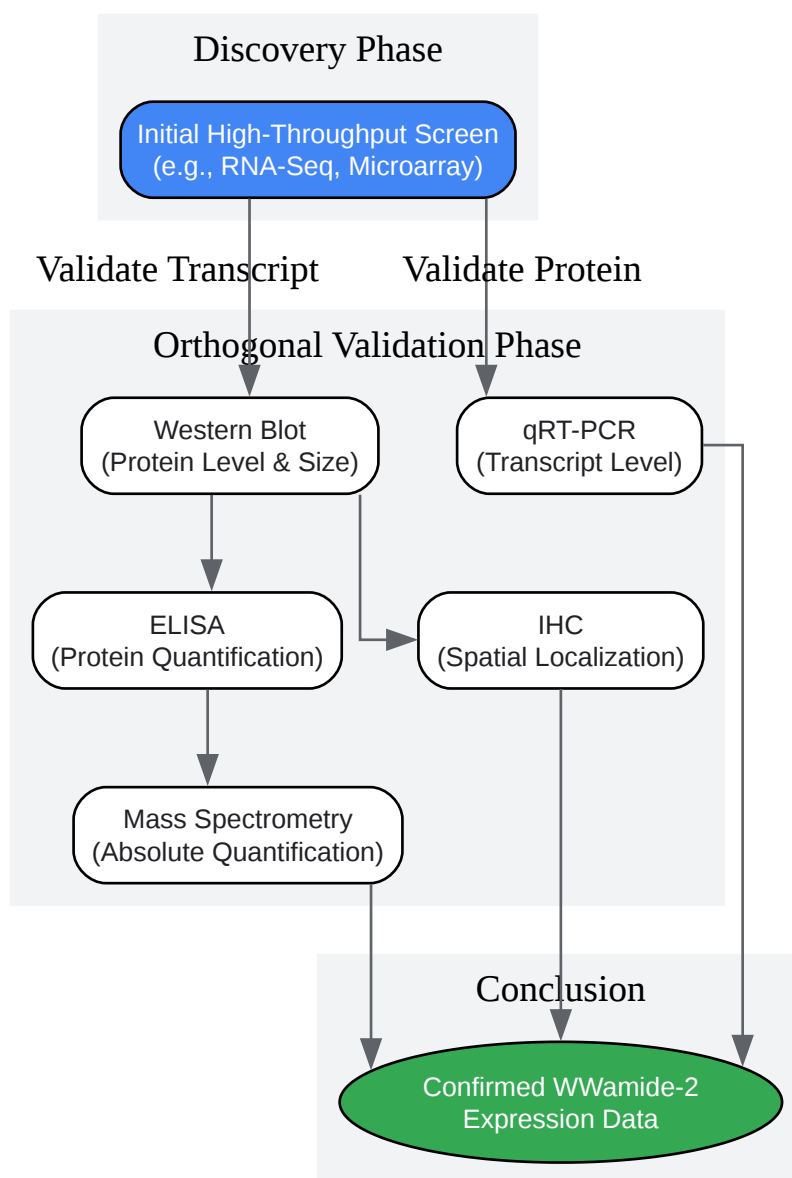 Discovery Phase
Initial High-Throughput Screen
(e.g., RNA-Seq, Microarray)
Validate Transcript
Validate Protein
Orthogonal Validation Phase
Western Blot
(Protein Level & Size)
qRT-PCR
(Transcript Level)
ELISA
(Protein Quantification)
IHC
(Spatial Localization)
Mass Spectrometry
(Absolute Quantification)
Conclusion
Confirmed WWamide-2
Expression Data